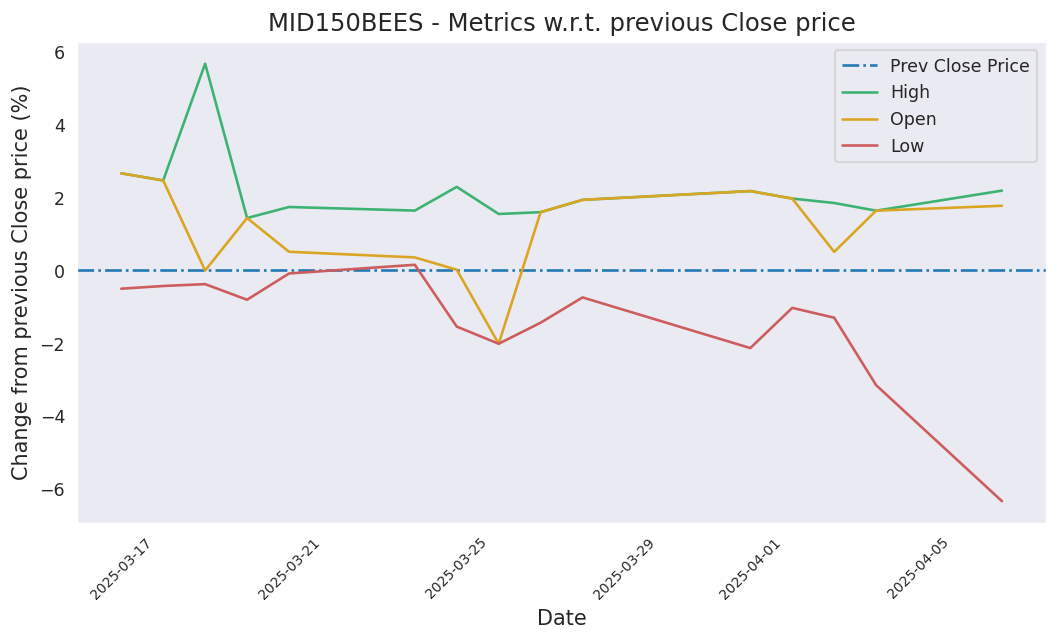 MID150BEES - Metrics w.r.t. previous Close price
Change from previous Close price (%)
6
4
2
0
−2
−4
−6
Prev Close Price
High
Open
Low
2025-03-17
2025-03-21
2025-03-25
2025-03-29
2025-04-01
2025-04-05
Date